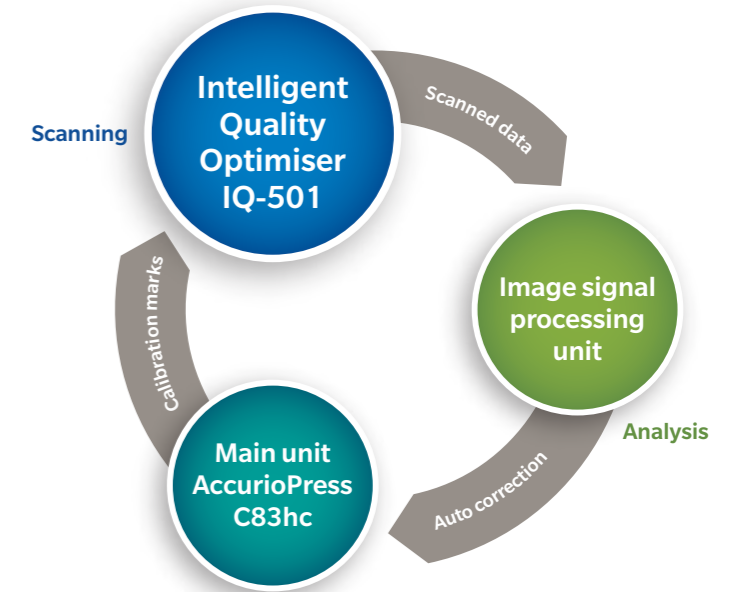 Intelligent
Quality
Optimiser
IQ-501
Scanning
Scanned data
Image signal
processing
unit
Analysis
Auto correction
Main unit
AccurioPress
C83hc
Calibration marks